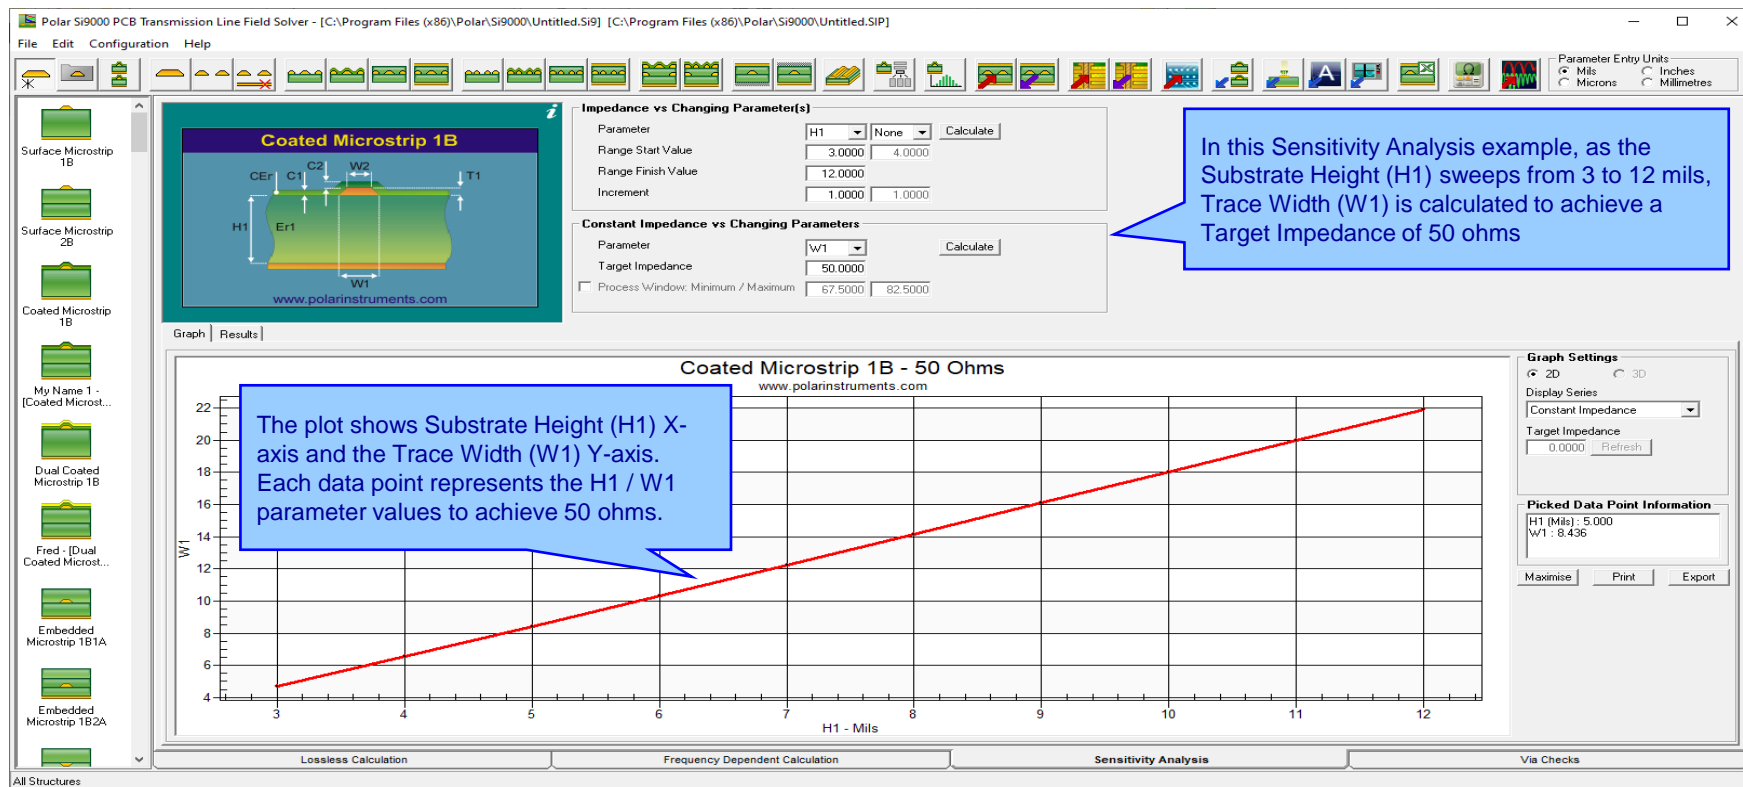 Polar Si9000 PCB Transmission Line Field Solver - [C:\Program Files (x86)\Polar\Si9000\Untitled.Si9]  [C:\Program Files (x86)\Polar\Si9000\Untitled.SIP]
File Edit Configuration Help
Parameter Entry Units
Mils Inches
Microns Millimetres
Surface Microstrip
1B
Surface Microstrip
2B
Coated Microstrip
1B
My Name 1 -
[Coated Microst...
Dual Coated
Microstrip 1B
Fred - [Dual
Coated Microst...
Embedded
Microstrip 1B1A
Embedded
Microstrip 1B2A
i
Coated Microstrip 1B
C2 W2
CEr C1 T1
H1 Er1
W1
www.polarinstruments.com
Impedance vs Changing Parameter(s)
Parameter H1 None Calculate
Range Start Value 3.0000 4.0000
Range Finish Value 12.0000
Increment 1.0000 1.0000
Constant Impedance vs Changing Parameters
Parameter W1 Calculate
Target Impedance 50.0000
Process Window: Minimum / Maximum 67.5000 82.5000
In this Sensitivity Analysis example, as the
Substrate Height (H1) sweeps from 3 to 12 mils,
Trace Width (W1) is calculated to achieve a
Target Impedance of 50 ohms
Graph Results
Coated Microstrip 1B - 50 Ohms
www.polarinstruments.com
The plot shows Substrate Height (H1) X-
axis and the Trace Width (W1) Y-axis.
Each data point represents the H1 / W1
parameter values to achieve 50 ohms.
22
20
18
16
14
12
10
8
6
4
W1
3 4 5 6 7 8 9 10 11 12
H1 - Mils
Graph Settings
2D 3D
Display Series
Constant Impedance
Target Impedance
0.0000 Refresh
Picked Data Point Information
H1 (Mils) : 5.000
W1 : 8.436
Maximise Print Export
Lossless Calculation Frequency Dependent Calculation Sensitivity Analysis Via Checks
All Structures